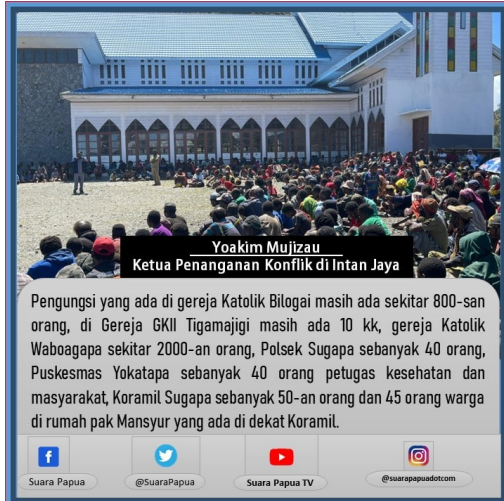 Yoakim Mujizau
Ketua Penanganan Konflik di Intan Jaya
Pengungsi yang ada di gereja Katolik Bilogai masih ada sekitar 800-san
orang, di Gereja GKII Tigamajigi masih ada 10 kk, gereja Katolik
Waboagapa sekitar 2000-an orang, Polsek Sugapa sebanyak 40 orang,
Puskesmas Yokatapa sebanyak 40 orang petugas kesehatan dan
masyarakat, Koramil Sugapa sebanyak 50-an orang dan 45 orang warga
di rumah pak Mansyur yang ada di dekat Koramil.
Suara Papua
@SuaraPapua
Suara Papua TV
@suarapapuadotcom